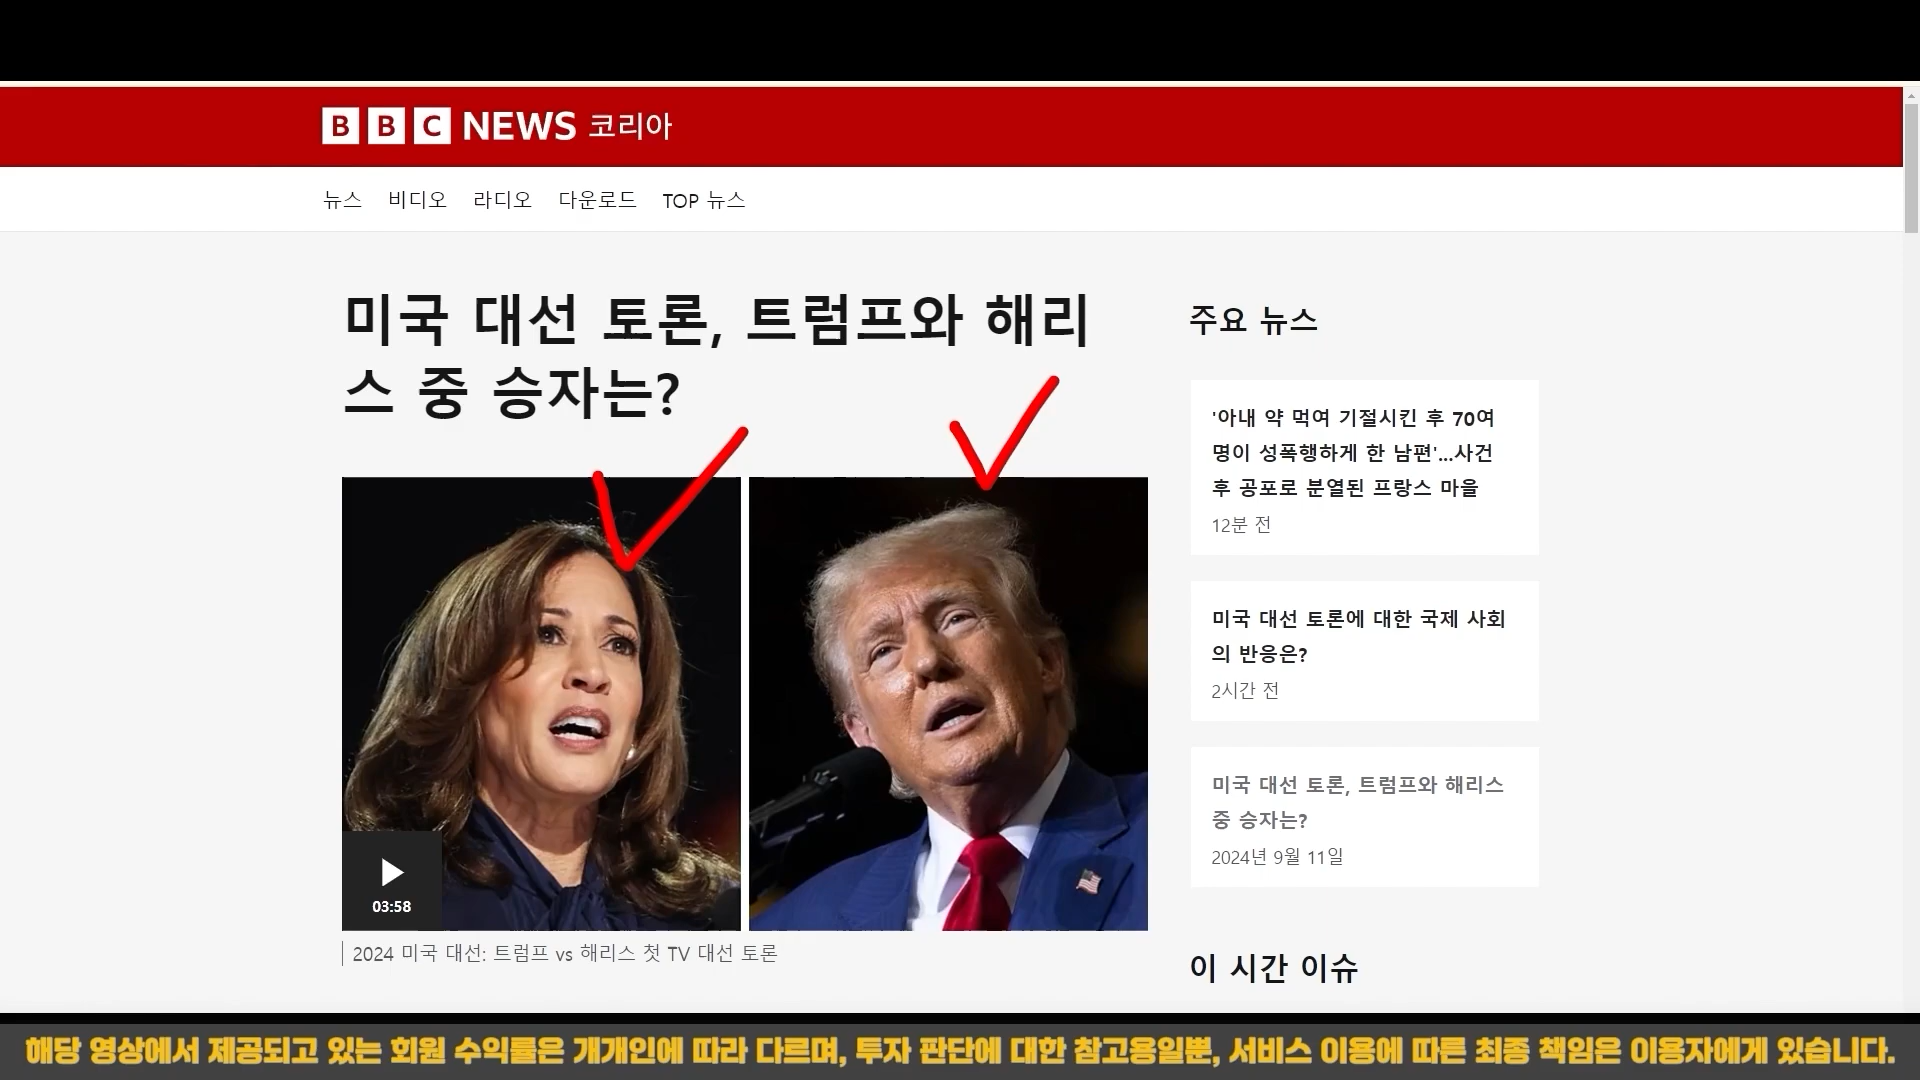 BBC NEWS 코리아
뉴스 비디오 라디오 다운로드 TOP 뉴스
미국 대선 토론, 트럼프와 해리
스 중 승자는?
03:58
2024 미국 대선: 트럼프 vs 해리스 첫 TV 대선 토론
주요 뉴스
'아내 약 먹여 기절시킨 후 70여
명이 성폭행하게 한 남편'...사건
후 공포로 분열된 프랑스 마을
12분 전
미국 대선 토론에 대한 국제 사회
의 반응은?
2시간 전
미국 대선 토론, 트럼프와 해리스
중 승자는?
2024년 9월 11일
이 시간 이슈
해당 영상에서 제공되고 있는 회원 수익률은 개개인에 따라 다르며, 투자 판단에 대한 참고용일뿐, 서비스 이용에 따른 최종 책임은 이용자에게 있습니다.